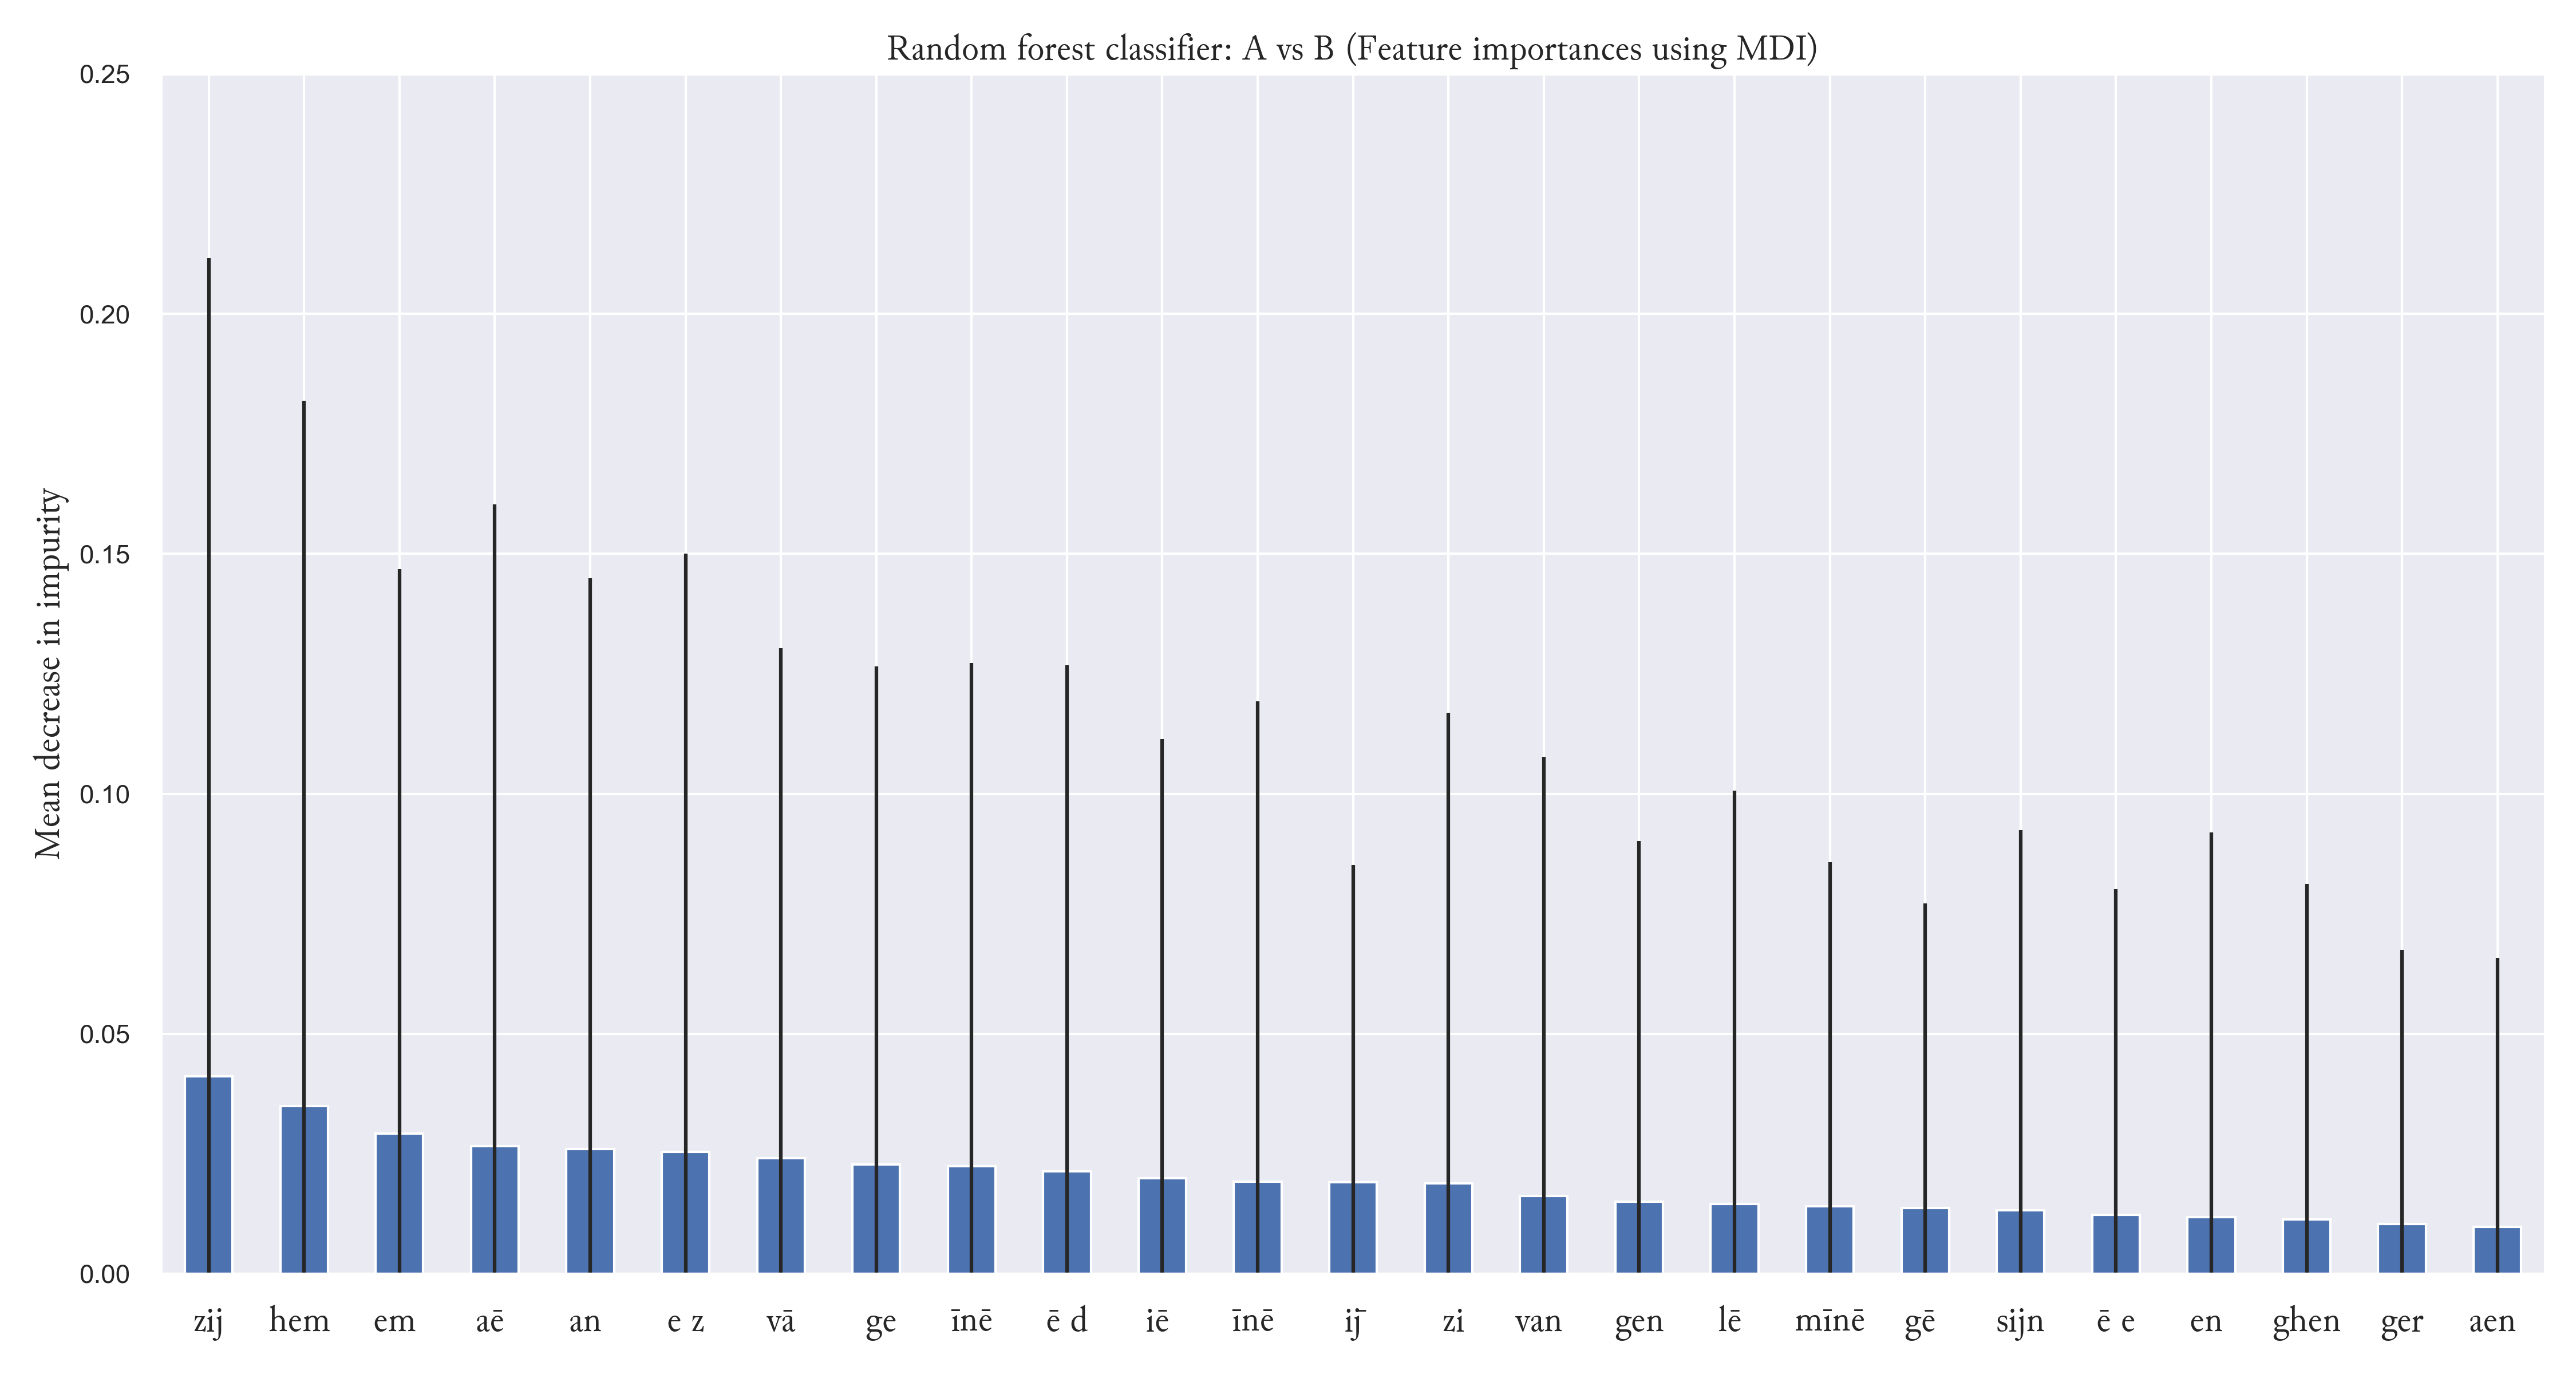 Random forest classifier: A vs B (Feature importances using MDI)
Mean decrease in impurity
0.25
0.20
0.15
0.10
0.05
0.00
zij hem em aē an e z vā ge īnē ē d iē īnē ij̄ zi van gen lē mīnē gē sijn ē e en ghen ger aen